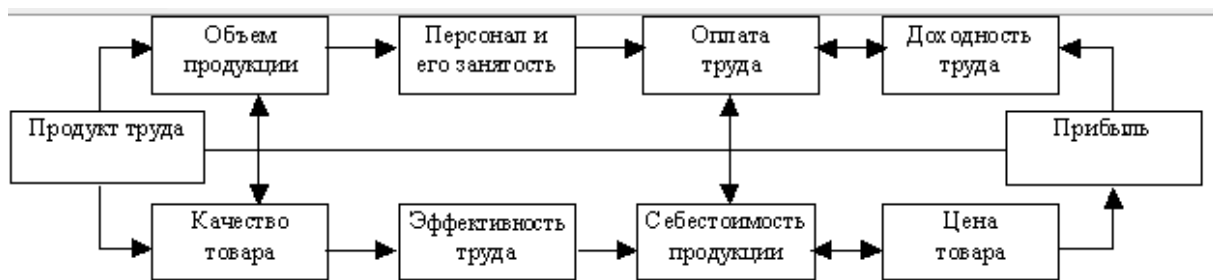 Объем
продукции
Персонал и
его занятость
Оплата
труда
Доходность
труда
Продукт труда
Прибыль
Качество
товара
Эффективность
труда
Себестоимость
продукции
Цена
товара